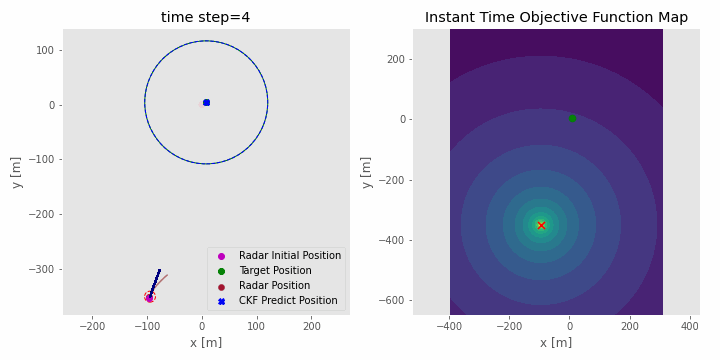 time step=4
100
0
−100
−200
−300
y [m]
−200
−100
0
100
200
x [m]
Radar Initial Position
Target Position
Radar Position
CKF Predict Position
Instant Time Objective Function Map
200
0
−200
−400
−600
y [m]
−400
−200
0
200
400
x [m]